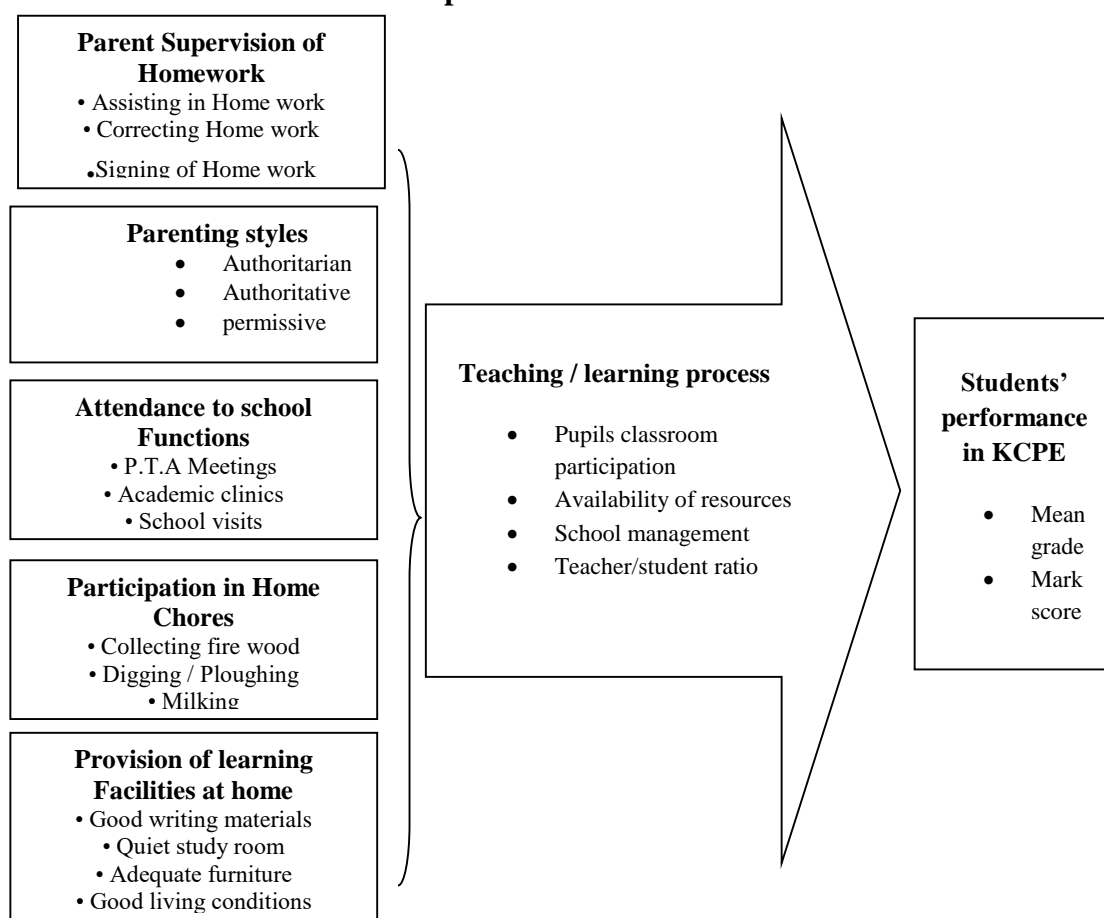 Parent Supervision of
Homework
• Assisting in Home work
• Correcting Home work
•Signing of Home work
Parenting styles
• Authoritarian
• Authoritative
• permissive
Attendance to school
Functions
• P.T.A Meetings
• Academic clinics
• School visits
Participation in Home
Chores
• Collecting fire wood
• Digging / Ploughing
• Milking
Provision of learning
Facilities at home
• Good writing materials
• Quiet study room
• Adequate furniture
• Good living conditions
Teaching / learning process
• Pupils classroom
participation
• Availability of resources
• School management
• Teacher/student ratio
Students’
performance
in KCPE
• Mean
grade
• Mark
score